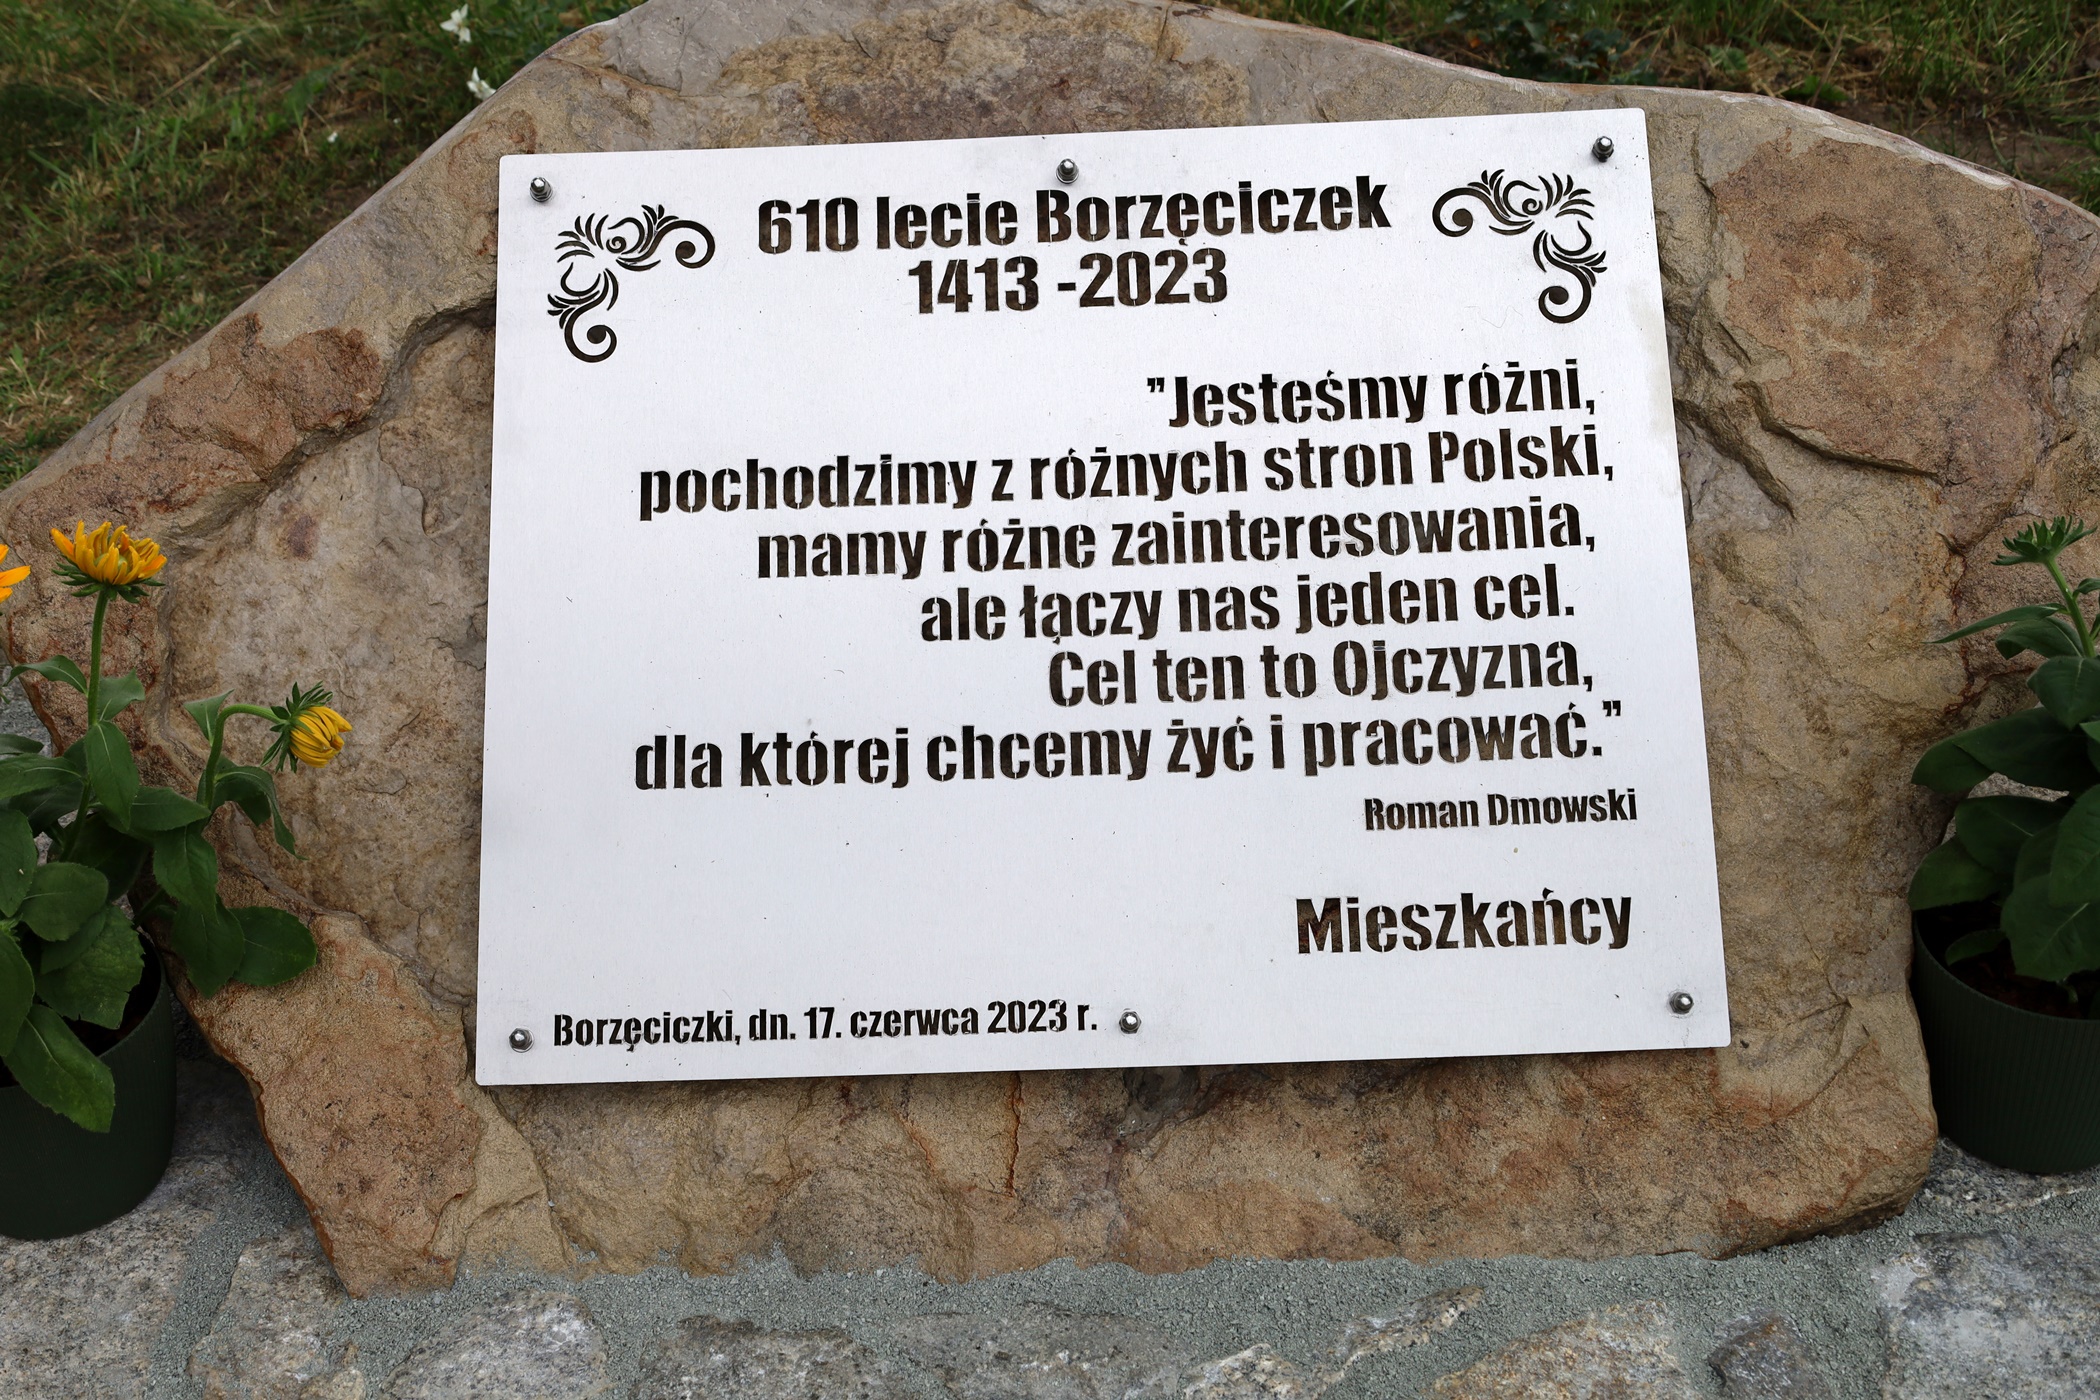 610 lecie Borzęciczek
1413 -2023
"Jesteśmy różni,
pochodzimy z różnych stron Polski,
mamy różne zainteresowania,
ale łączy nas jeden cel.
Cel ten to Ojczyzna,
dla której chcemy żyć i pracować."
Roman Dmowski
Mieszkańcy
Borzęciczki, dn. 17. czerwca 2023 r.